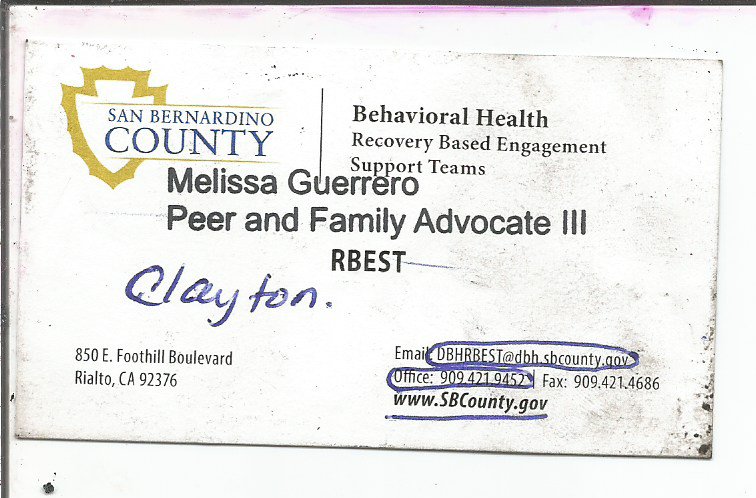 SAN BERNARDINO
COUNTY
Behavioral Health
Recovery Based Engagement
Support Teams
Melissa Guerrero
Peer and Family Advocate III
RBEST
Clayton.
850 E. Foothill Boulevard
Rialto, CA 92376
Email: DBHRBEST@dbh.sbcounty.gov
Office: 909.421.9452 | Fax: 909.421.4686
www.SBCounty.gov